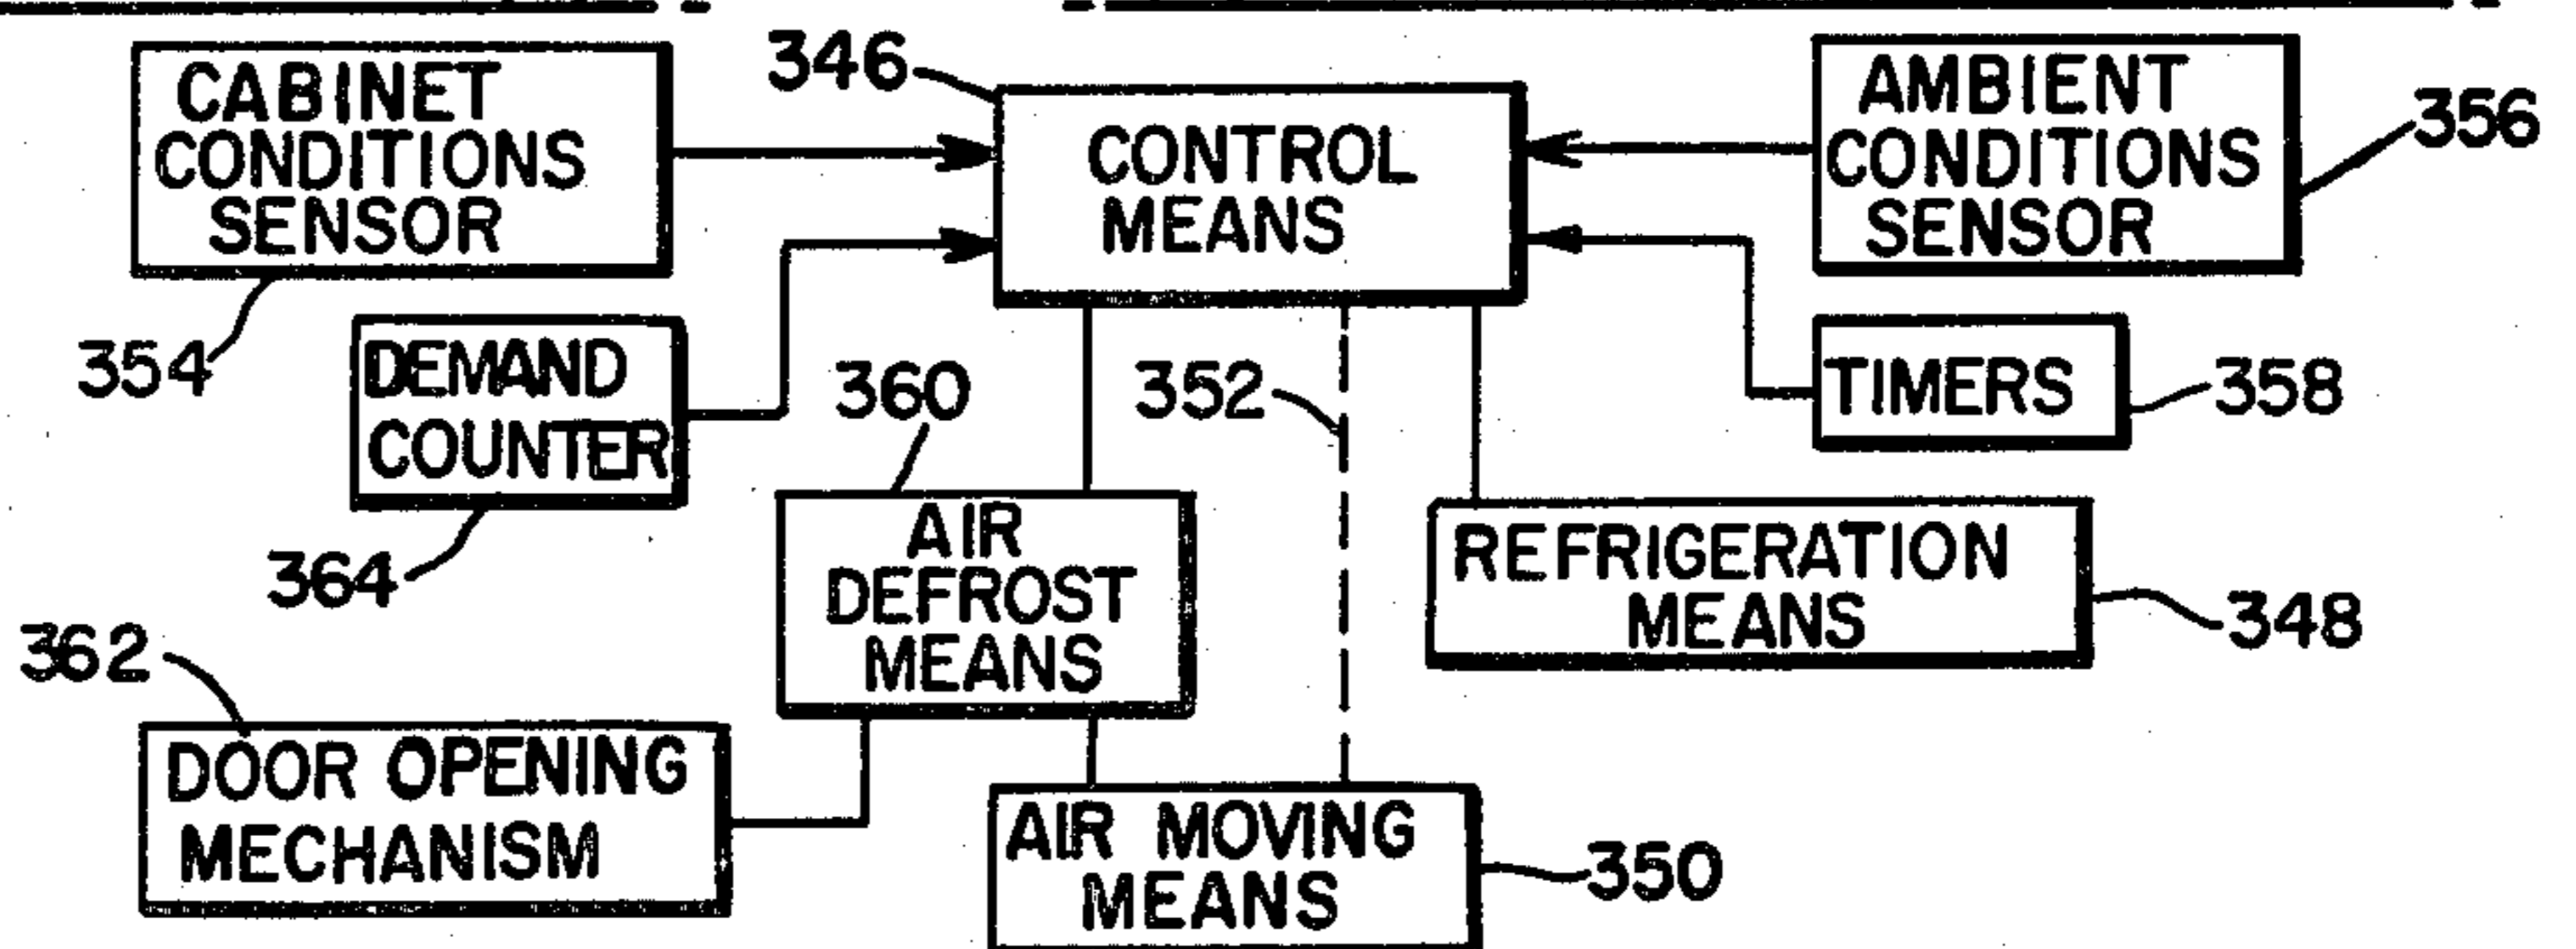 346
CABINET
CONDITIONS
SENSOR
354
CONTROL
MEANS
AMBIENT
CONDITIONS
SENSOR
356
DEMAND
COUNTER
364
360
352
TIMERS
358
AIR
DEFROST
MEANS
REFRIGERATION
MEANS
348
362
DOOR OPENING
MECHANISM
AIR MOVING
MEANS
350